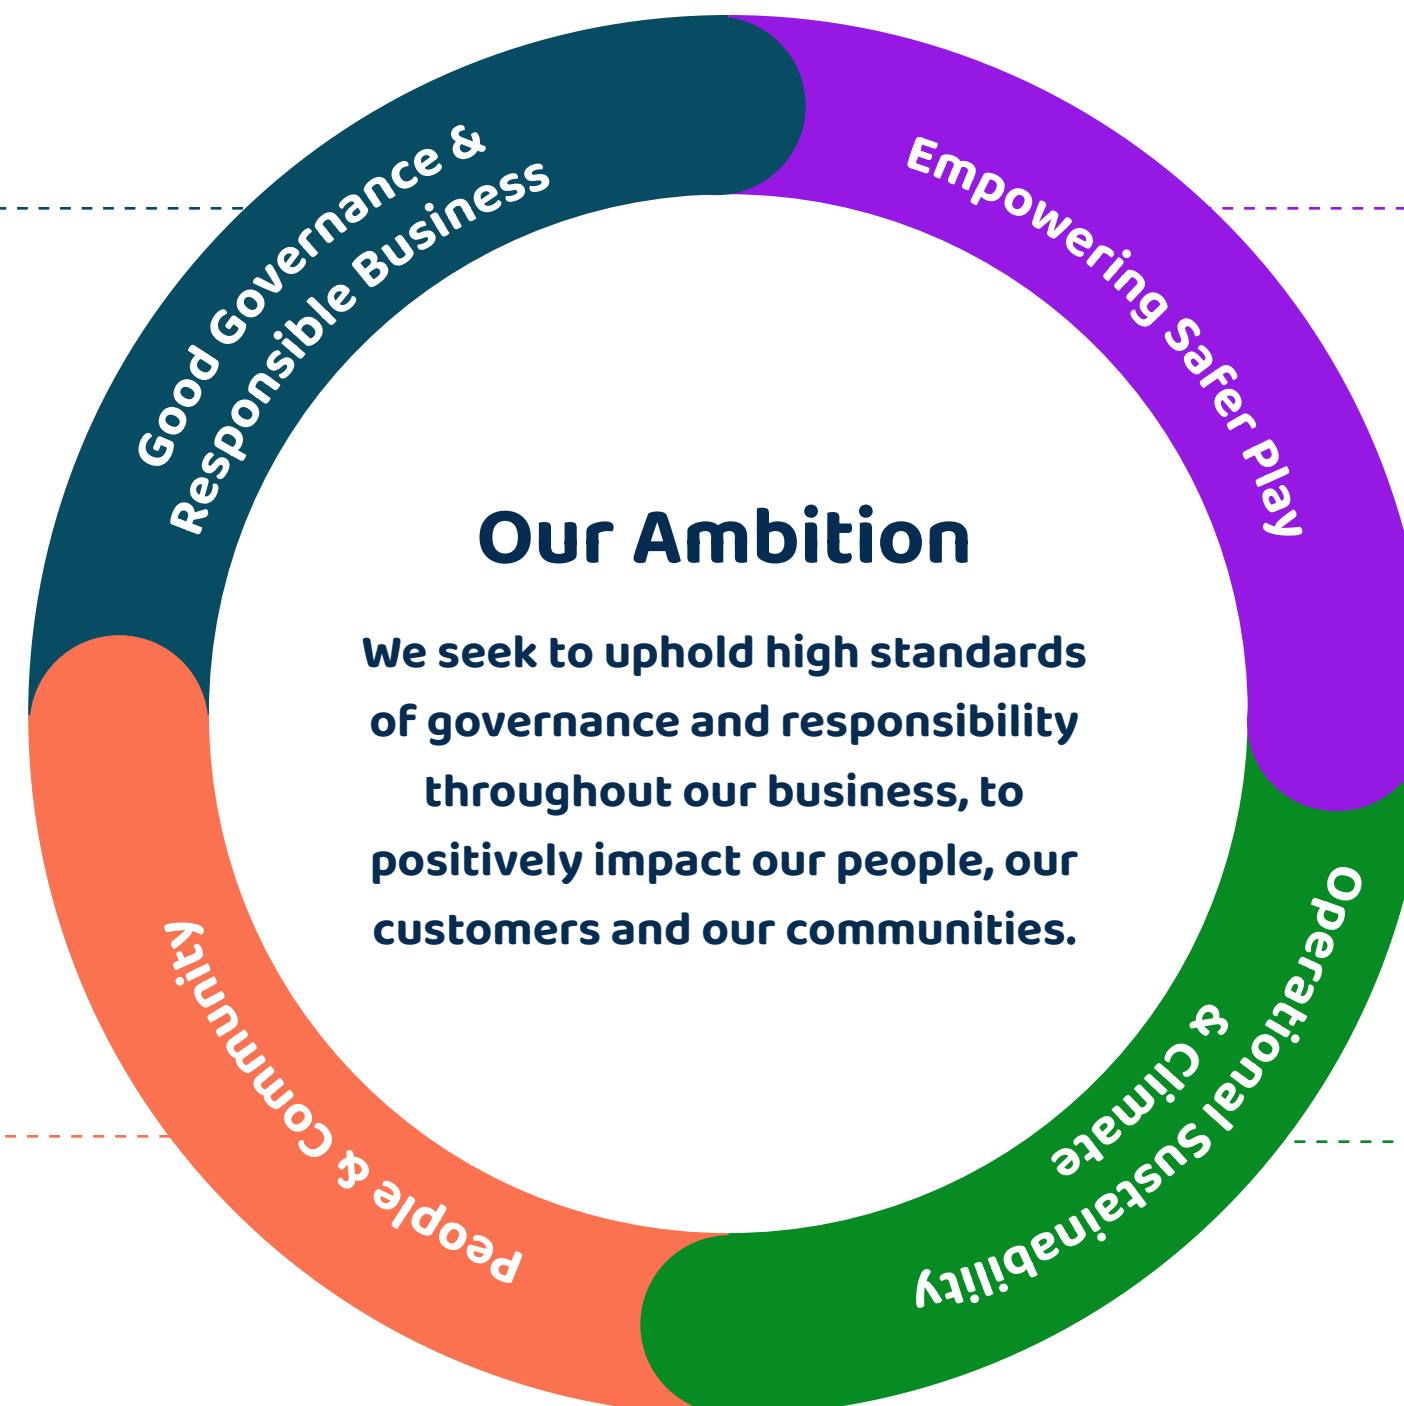 Good Governance &
Responsible Business
Empowering Safer Play
Our Ambition
We seek to uphold high standards
of governance and responsibility
throughout our business, to
positively impact our people, our
customers and our communities.
Operational Sustainability
& Climate
People & Community